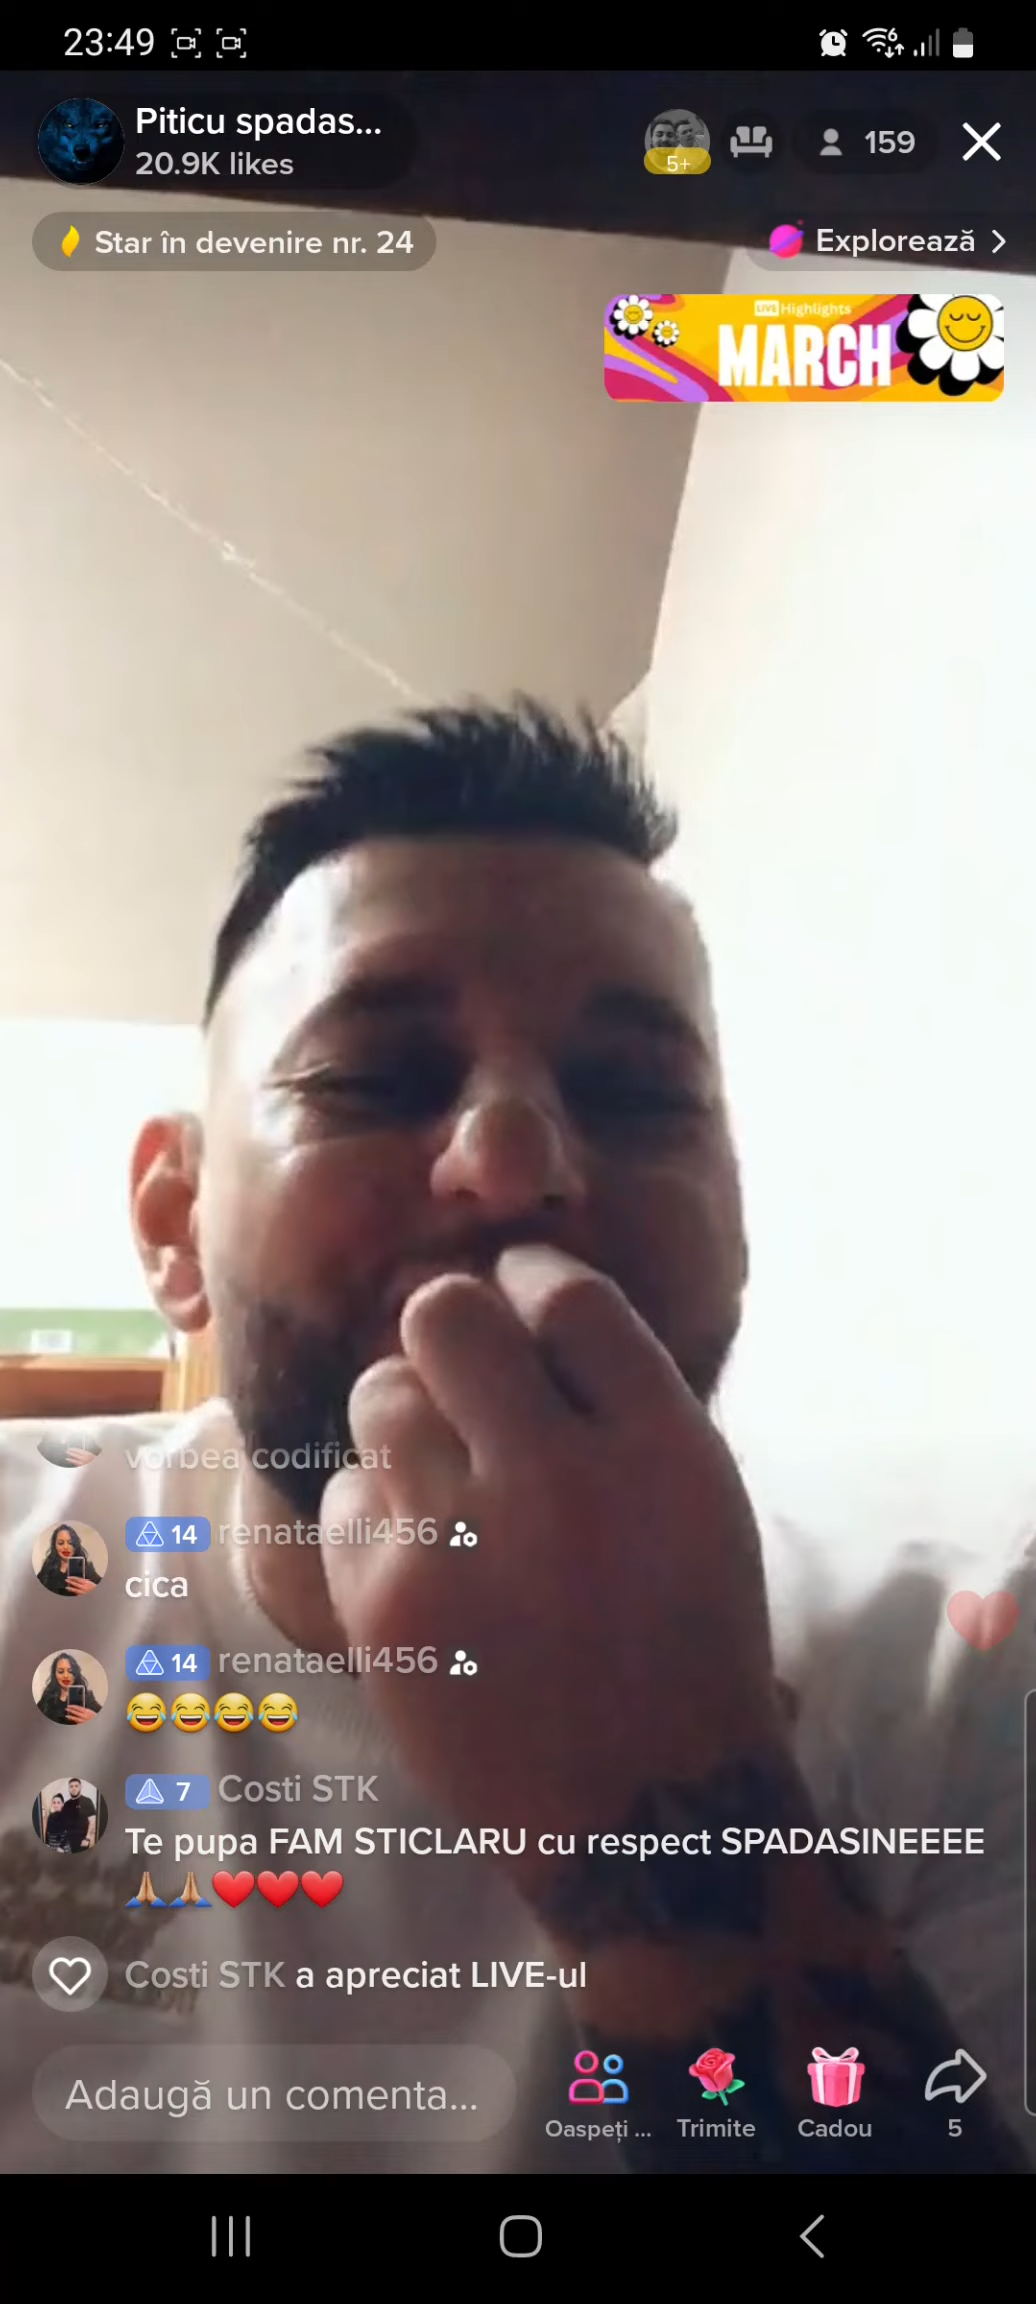 23:49
6
Piticu spadas...
20.9K likes
5+
159
Star în devenire nr. 24
Explorează
LIVE Highlights
MARCH
vorbea codificat
14 renataelli456
cica
14 renataelli456
😂😂😂😂
7 Costi STK
Te pupa FAM STICLARU cu respect SPADASINEEEE
🙏🙏❤️❤️❤️
Costi STK a apreciat LIVE-ul
Adaugă un comenta...
Oaspeți ...
Trimite
Cadou
5